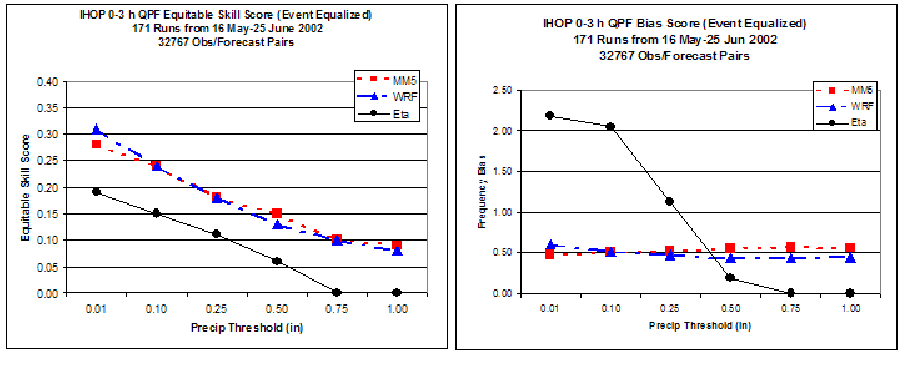 IHOP 0-3 h QPF Equitable Skill Score (Event Equalized)
171 Runs from 16 May-25 June 2002
32767 Obs/Forecast Pairs
MM5
WRF
Eta
0.40
0.35
0.30
0.25
0.20
0.15
0.10
0.05
0.00
Equitable Skill Score
0.01 0.10 0.25 0.50 0.75 1.00
Precip Threshold (in)
IHOP 0-3 h QPF Bias Score (Event Equalized)
171 Runs from 16 May-25 Jun 2002
32767 Obs/Forecast Pairs
MM5
WRF
Eta
2.50
2.00
1.50
1.00
0.50
0.00
Frequency Bias
0.01 0.10 0.25 0.50 0.75 1.00
Precip Threshold (in)